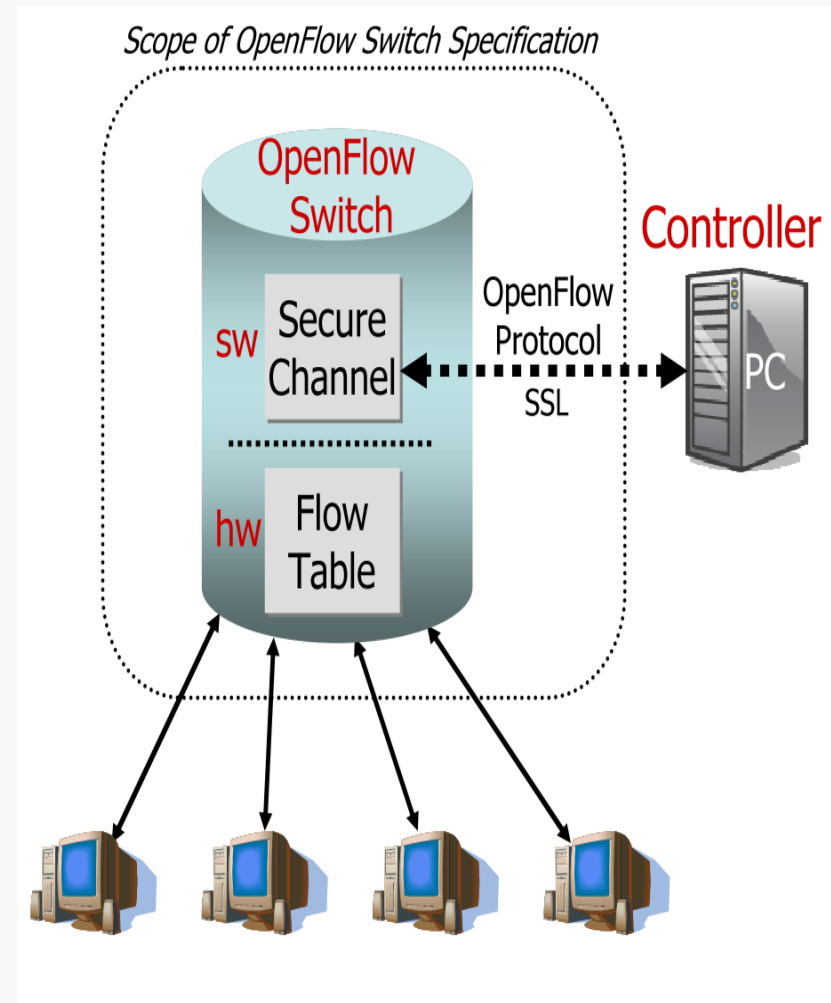 Scope of OpenFlow Switch Specification
OpenFlow
Switch
Controller
sw
Secure
Channel
OpenFlow
Protocol
SSL
PC
hw
Flow
Table